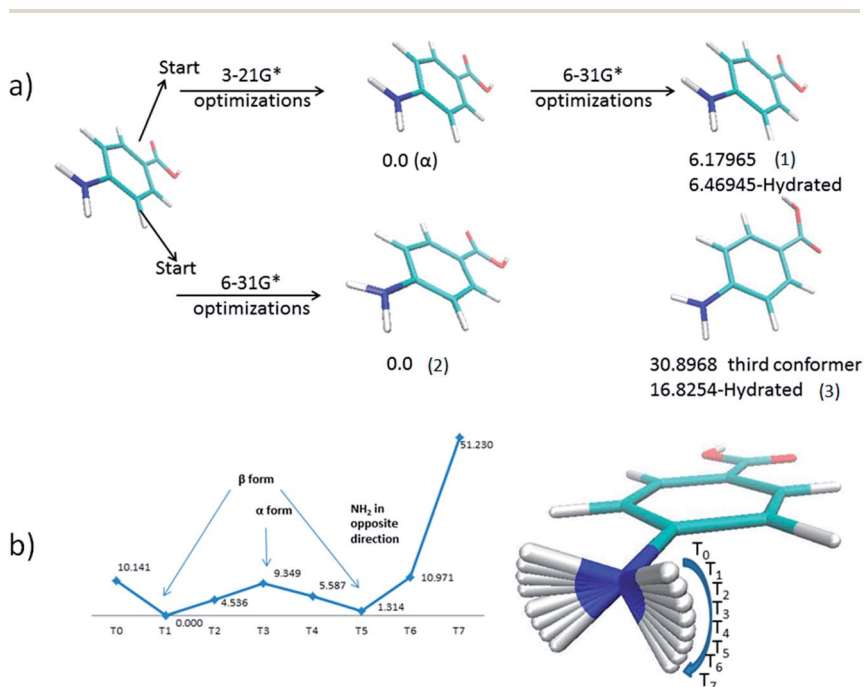 a)
Start
3-21G*
optimizations
0.0 (α)
6-31G*
optimizations
6.17965 (1)
6.46945-Hydrated
Start
6-31G*
optimizations
0.0 (2)
30.8968 third conformer
16.8254-Hydrated (3)
b)
β form
α form
NH2 in
opposite
direction
10.141
0.000
4.536
9.349
5.587
1.314
10.971
51.230
T0 T1 T2 T3 T4 T5 T6 T7
T0
T1
T2
T3
T4
T5
T6
T7